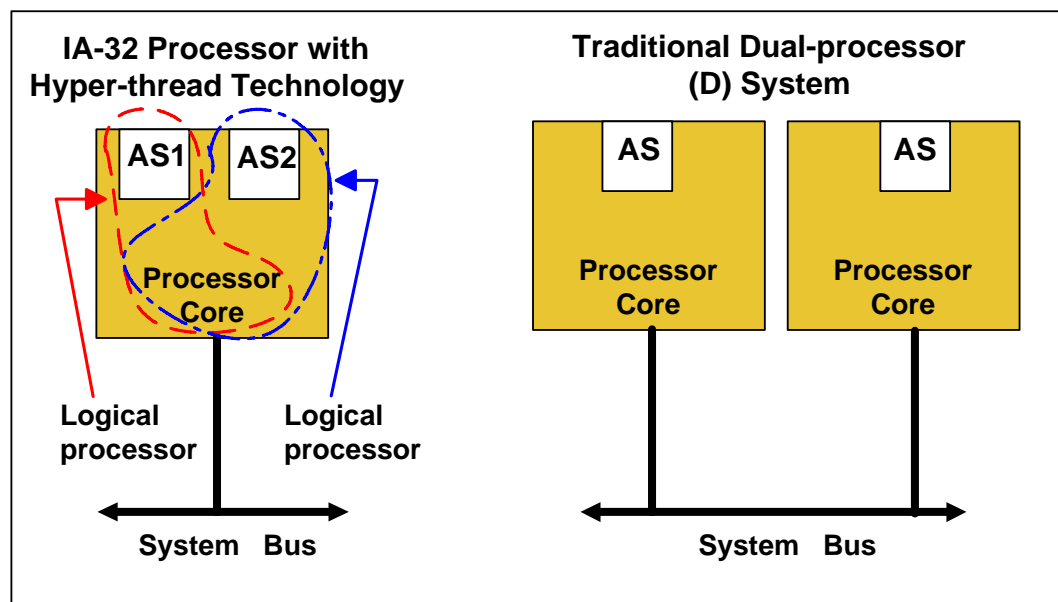 IA-32 Processor with
Hyper-thread Technology
AS1
AS2
Processor
Core
Logical
processor
Logical
processor
System Bus
Traditional Dual-processor
(D) System
AS
AS
Processor
Core
Processor
Core
System Bus